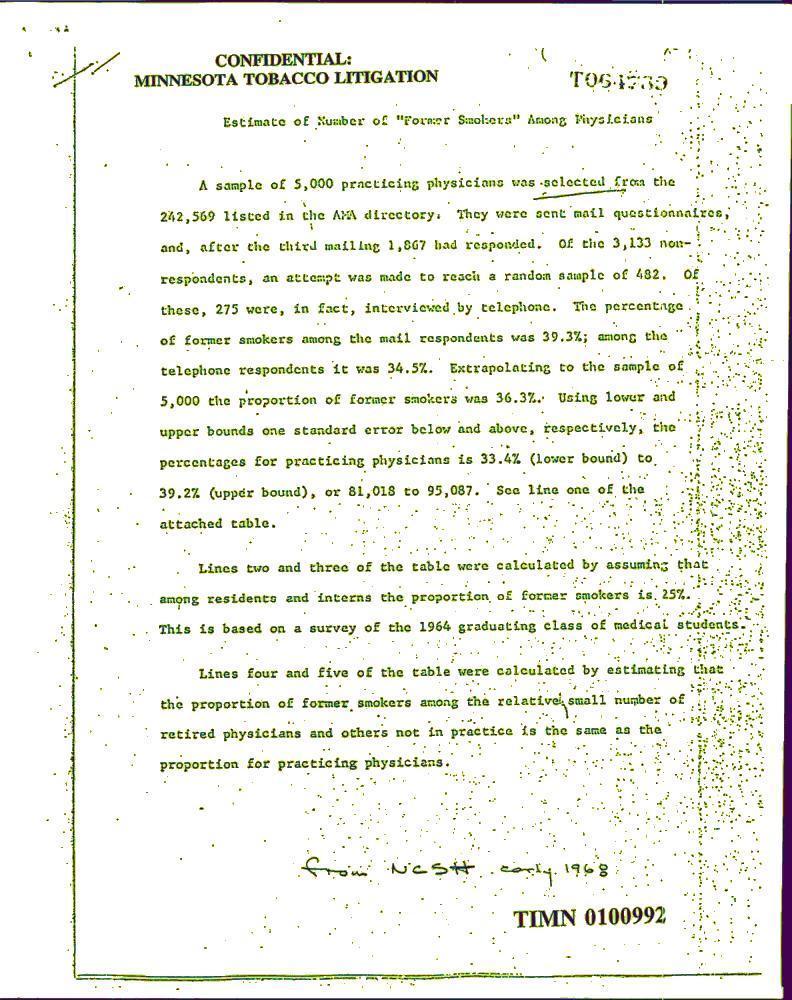 CONFIDENTIAL:
MINNESOTA TOBACCO LITIGATION
Estimate of Number of "Former Smokers" Among Physicians
A sample of 5,000 practicing physicians was selected from the
242,569 listed in the AMA directory. They were sent mail questionnaires,
and, after the third mailing 1,867 had responded. Of the 3,133 non-
respondents, an attempt was made to reach a random sample of 482. Of
these, 275 were, in fact, interviewed by telephone. The percentage
of former smokers among the mail respondents was 39.3%; among the
telephone respondents it was 34.5%. Extrapolating to the sample of
5,000 the proportion of former smokers was 36.3%. Using lower and
upper bounds one standard error below and above, respectively, the
percentages for practicing physicians is 33.4% (lower bound) to
39.2% (upper bound), or 81,018 to 95,087. See line one of the
attached table.
Lines two and three of the table were calculated by assuming that
among residents and interns the proportion of former smokers is 25%.
This is based on a survey of the 1964 graduating class of medical students.
Lines four and five of the table were calculated by estimating that
the proportion of former smokers among the relative small number of
retired physicians and others not in practice is the same as the
proportion for practicing physicians.
from NCSH early 1968
TIMN 0100992